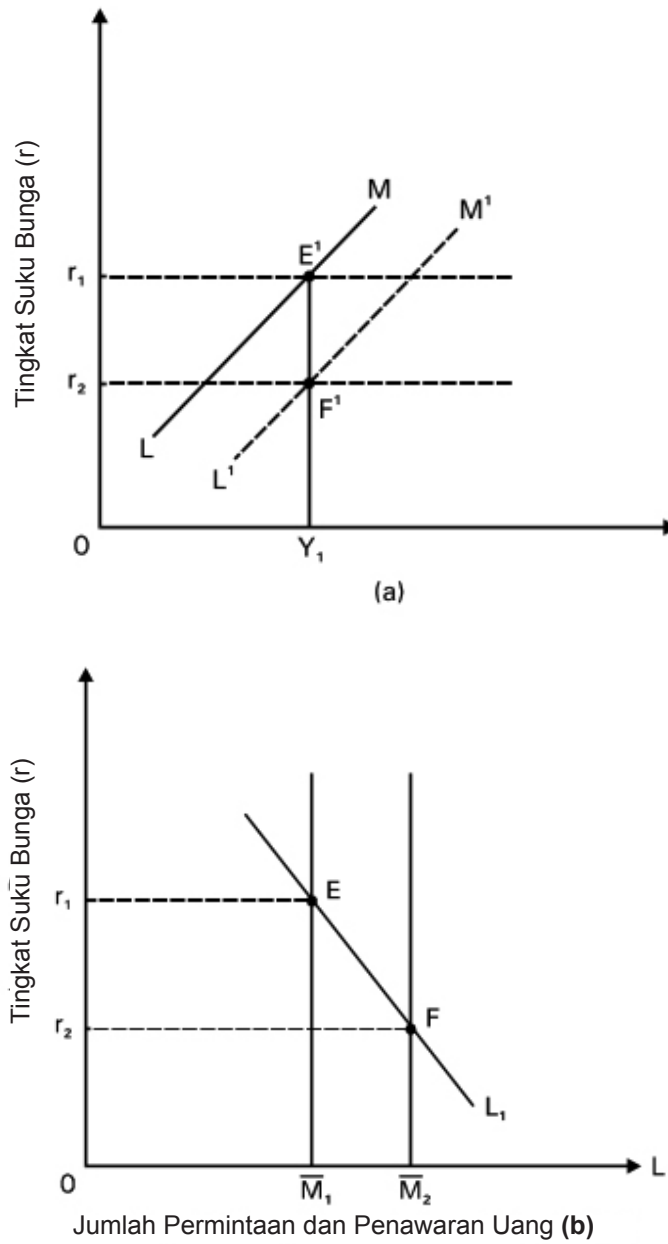 Tingkat Suku Bunga (r)
M
M¹
E¹
r₁
r₂
F¹
L
L¹
0
Y₁
(a)
Tingkat Suku Bunga (r)
r₁
E
r₂
F
L₁
0
M̅₁
M̅₂
L
Jumlah Permintaan dan Penawaran Uang (b)